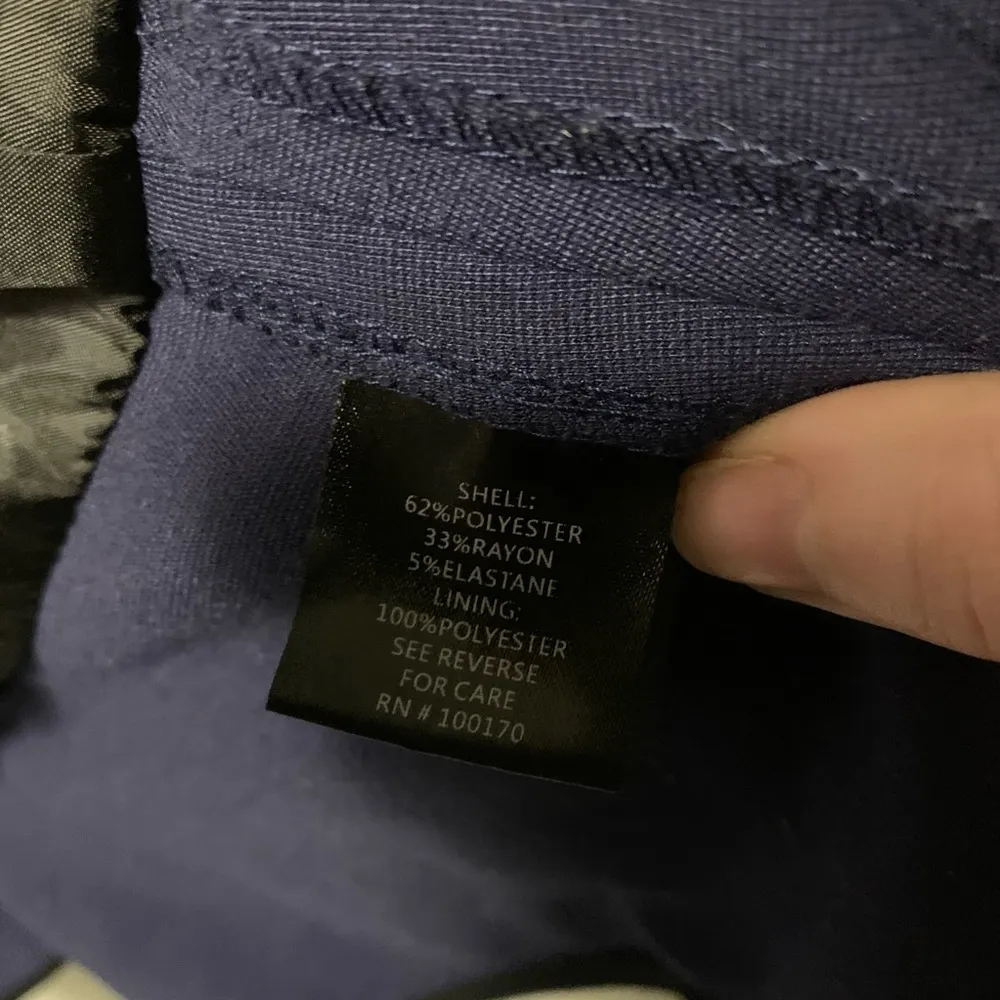 SHELL:
62%POLYESTER
33%RAYON
5%ELASTANE
LINING:
100%POLYESTER
SEE REVERSE
FOR CARE
RN # 100170